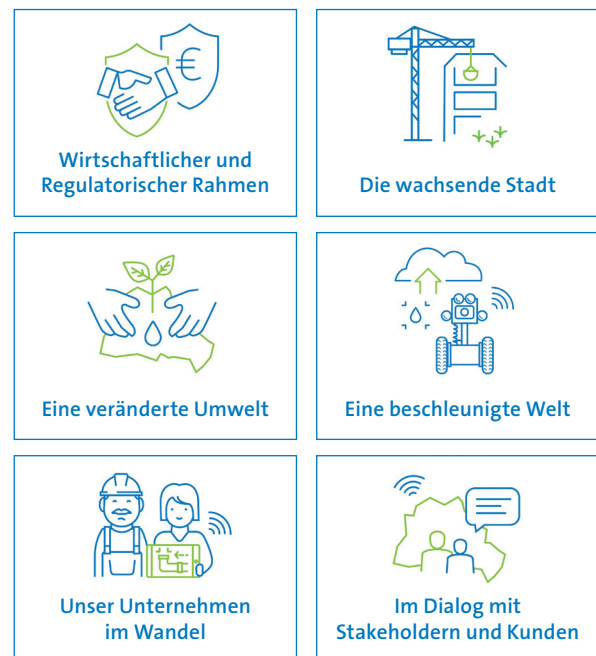 €
Wirtschaftlicher und
Regulatorischer Rahmen
Die wachsende Stadt
Eine veränderte Umwelt
Eine beschleunigte Welt
Unser Unternehmen
im Wandel
Im Dialog mit
Stakeholdern und Kunden